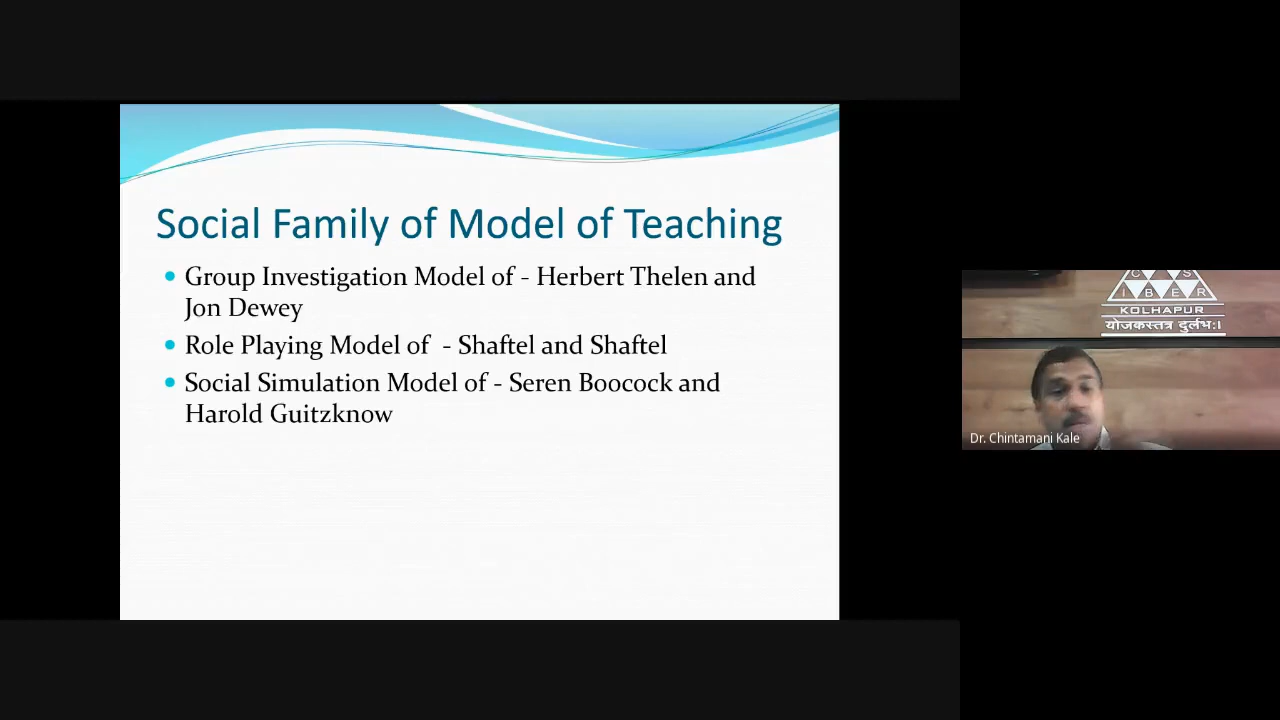 Social Family of Model of Teaching
Group Investigation Model of - Herbert Thelen and
Jon Dewey
Role Playing Model of  - Shaftel and Shaftel
Social Simulation Model of - Seren Boocock and
Harold Guitzknow
C S
I B E R
KOLHAPUR
योजकस्तत्र दुर्लभ:।
Dr. Chintamani Kale